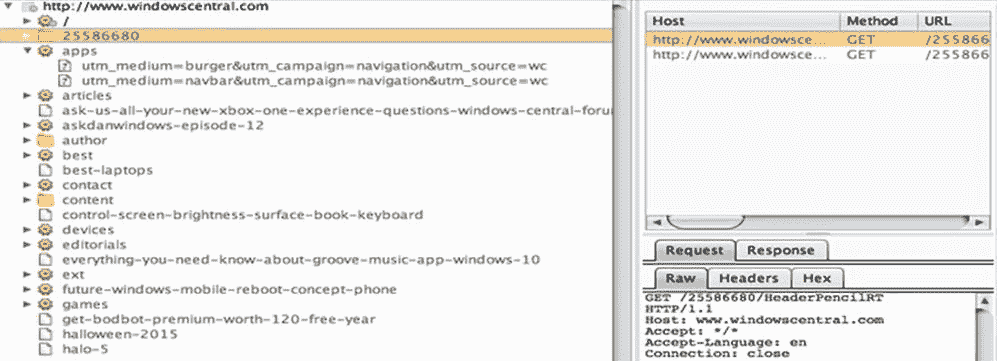 http://www.windowscentral.com
/
25586680
apps
utm_medium=burger&utm_campaign=navigation&utm_source=wc
utm_medium=navbar&utm_campaign=navigation&utm_source=wc
articles
ask-us-all-your-new-xbox-one-experience-questions-windows-central-foru
askdanwindows-episode-12
author
best
best-laptops
contact
content
control-screen-brightness-surface-book-keyboard
devices
editorials
everything-you-need-know-about-groove-music-app-windows-10
ext
future-windows-mobile-reboot-concept-phone
games
get-bodbot-premium-worth-120-free-year
halloween-2015
halo-5
Host Method URL
http://www.windowsce... GET /255866
http://www.windowsce... GET /255866
Request Response
Raw Headers Hex
GET /25586680/HeaderPencilRT
HTTP/1.1
Host: www.windowscentral.com
Accept: */*
Accept-Language: en
Connection: close